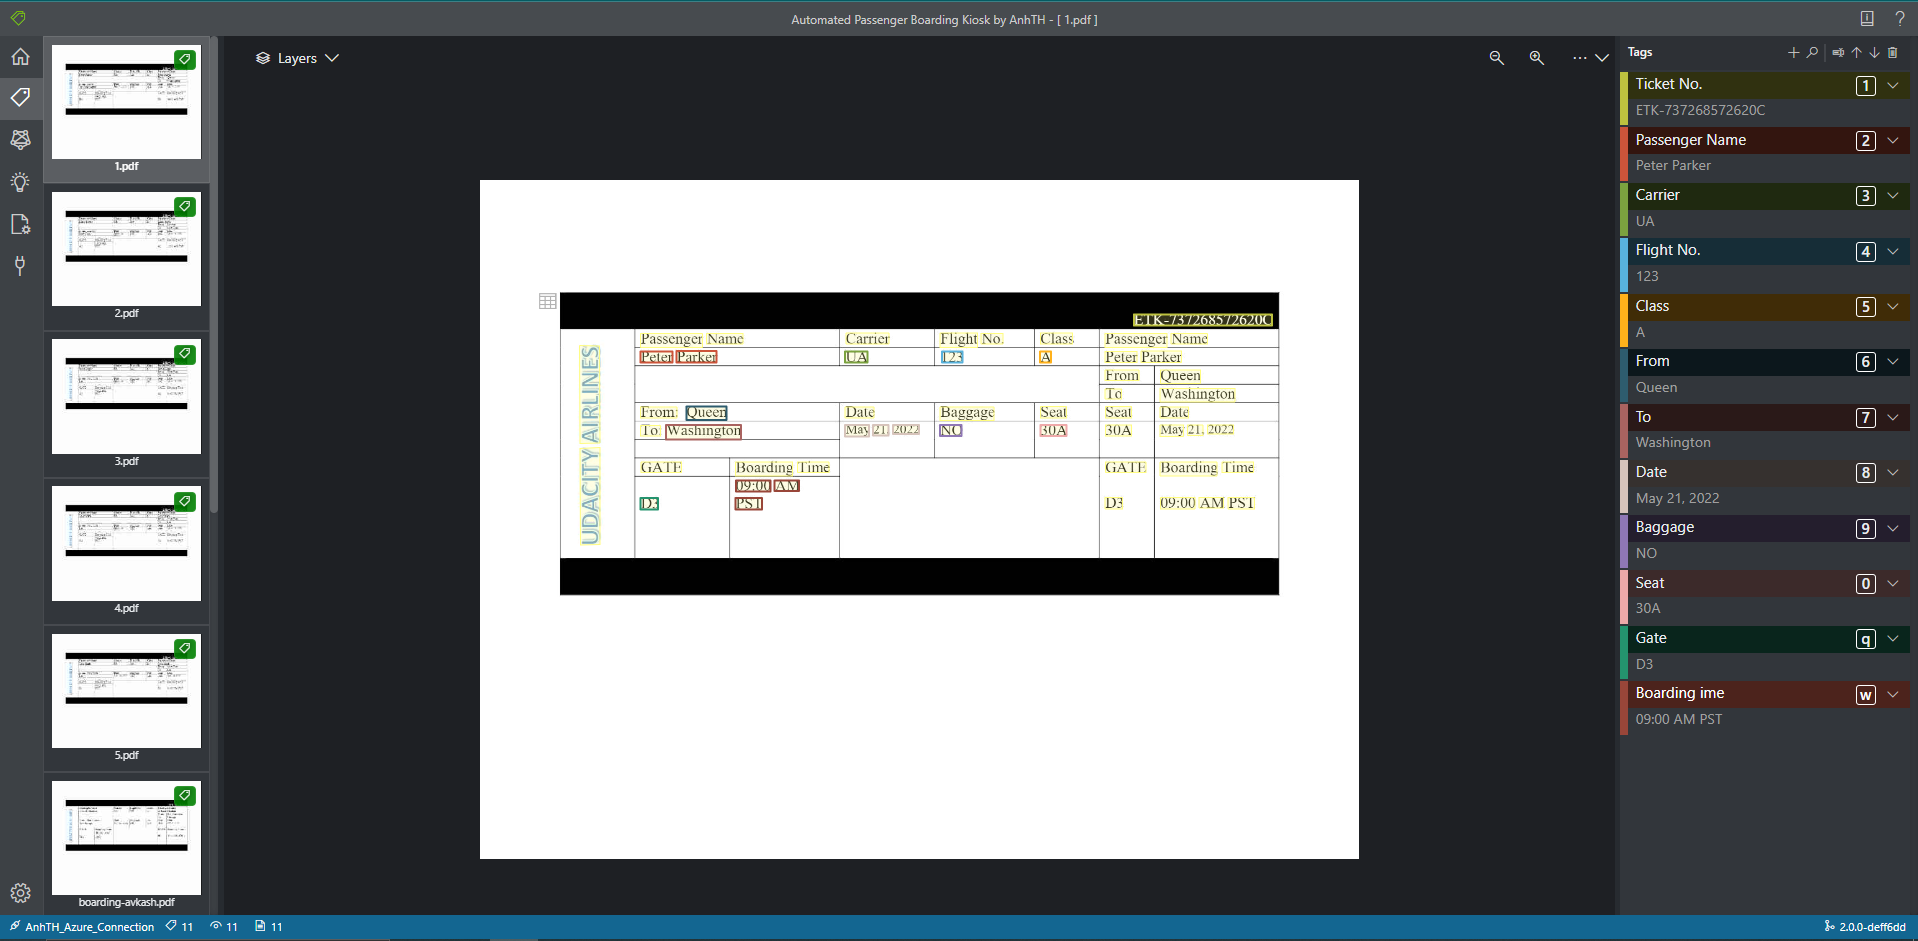 Automated Passenger Boarding Kiosk by AnhTH - [ 1.pdf ]
1.pdf
2.pdf
3.pdf
4.pdf
5.pdf
boarding-avkash.pdf
Layers
ETK-737268572620C
UDACITY AIRLINES
Passenger Name Carrier Flight No. Class Passenger Name
Peter Parker UA 123 A Peter Parker
From Queen
To Washington
From: Queen Date Baggage Seat Seat Date
To: Washington May 21, 2022 NO 30A 30A May 21, 2022
GATE Boarding Time GATE Boarding Time
09:00 AM
D3 PST D3 09:00 AM PST
Tags
Ticket No. 1
ETK-737268572620C
Passenger Name 2
Peter Parker
Carrier 3
UA
Flight No. 4
123
Class 5
A
From 6
Queen
To 7
Washington
Date 8
May 21, 2022
Baggage 9
NO
Seat 0
30A
Gate q
D3
Boarding ime w
09:00 AM PST
AnhTH_Azure_Connection 11 11 11
2.0.0-deff6dd